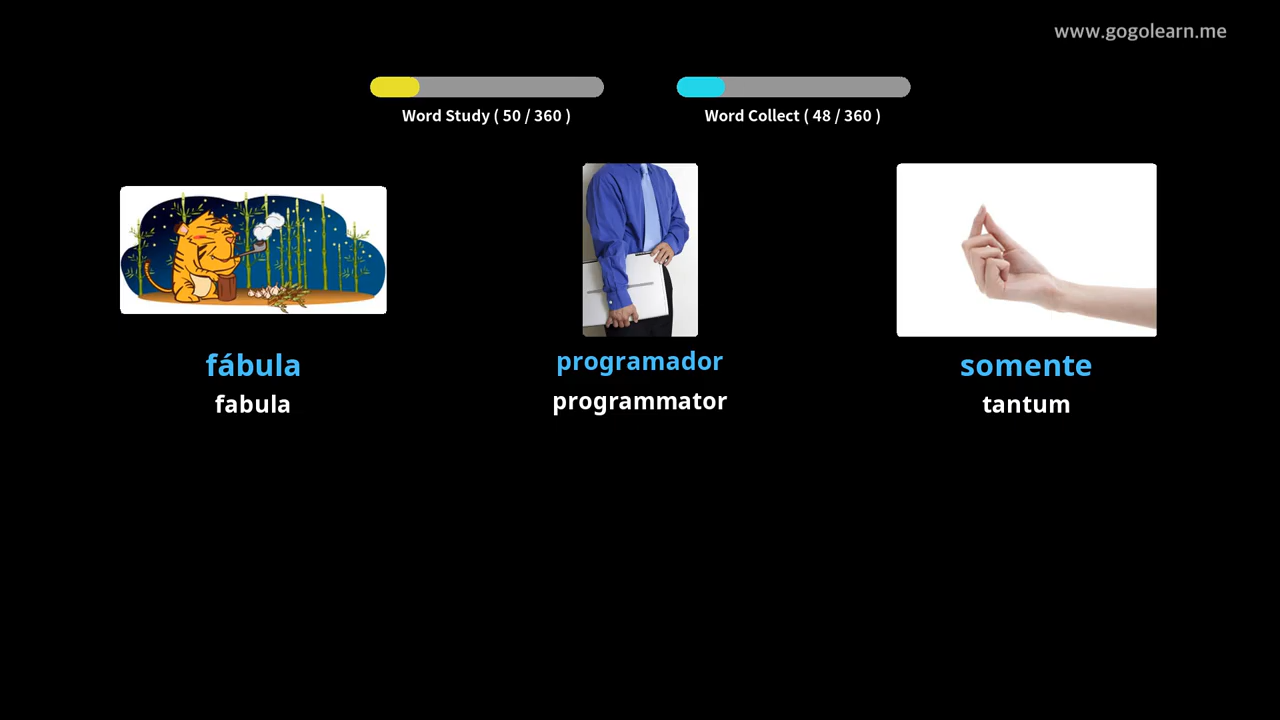 www.gogolearn.me
Word Study ( 50 / 360 )
Word Collect ( 48 / 360 )
fábula
fabula
programador
programmator
somente
tantum